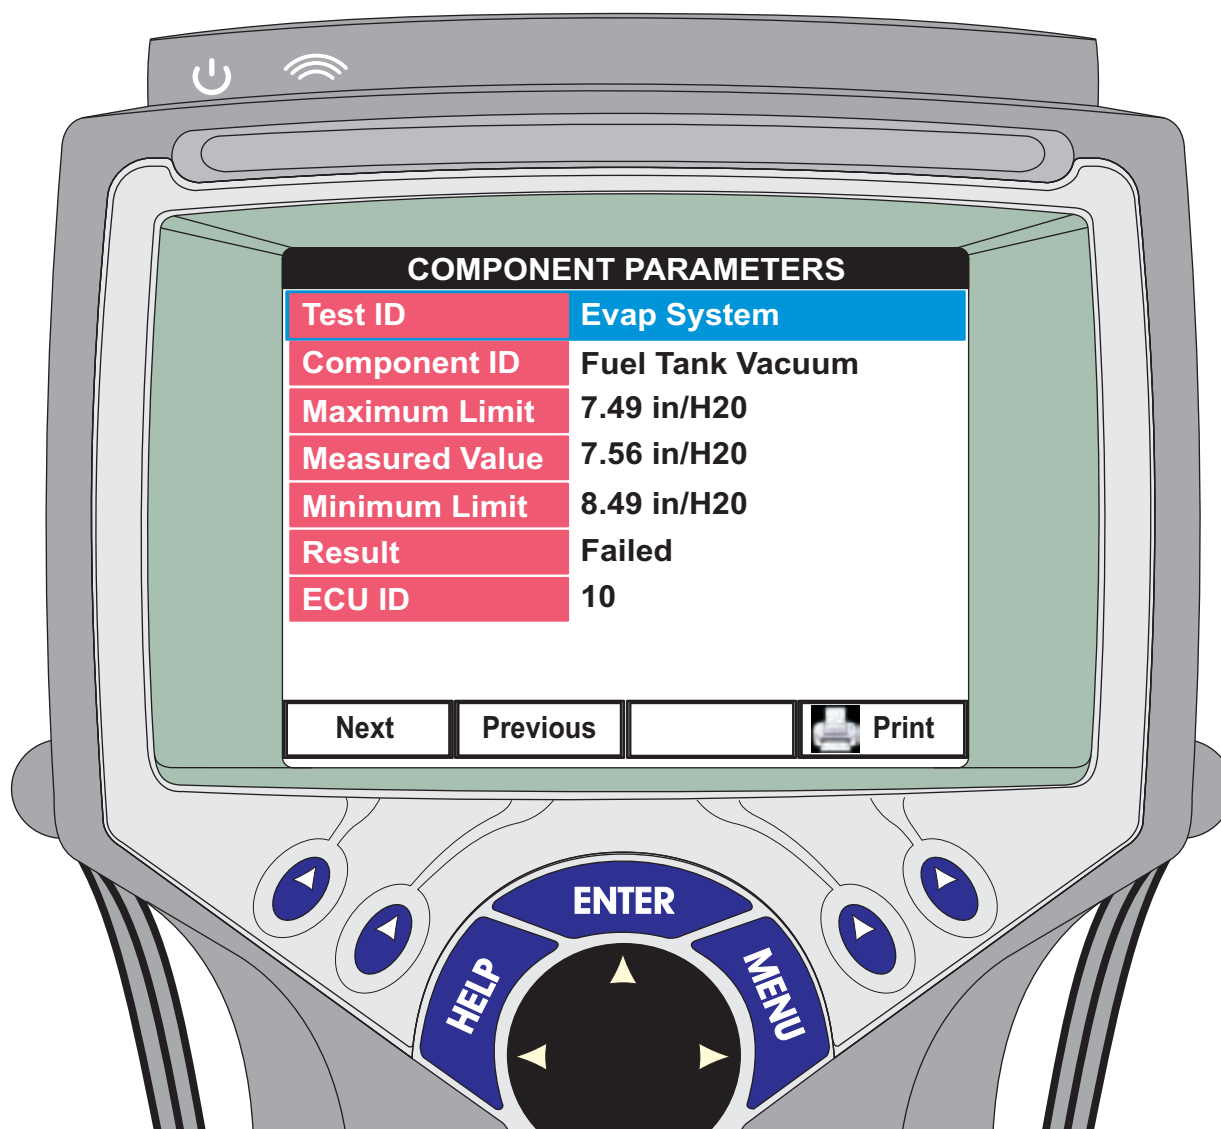 COMPONENT PARAMETERS
Test ID Evap System
Component ID Fuel Tank Vacuum
Maximum Limit 7.49 in/H20
Measured Value 7.56 in/H20
Minimum Limit 8.49 in/H20
Result Failed
ECU ID 10
Next Previous Print
ENTER
HELP
MENU